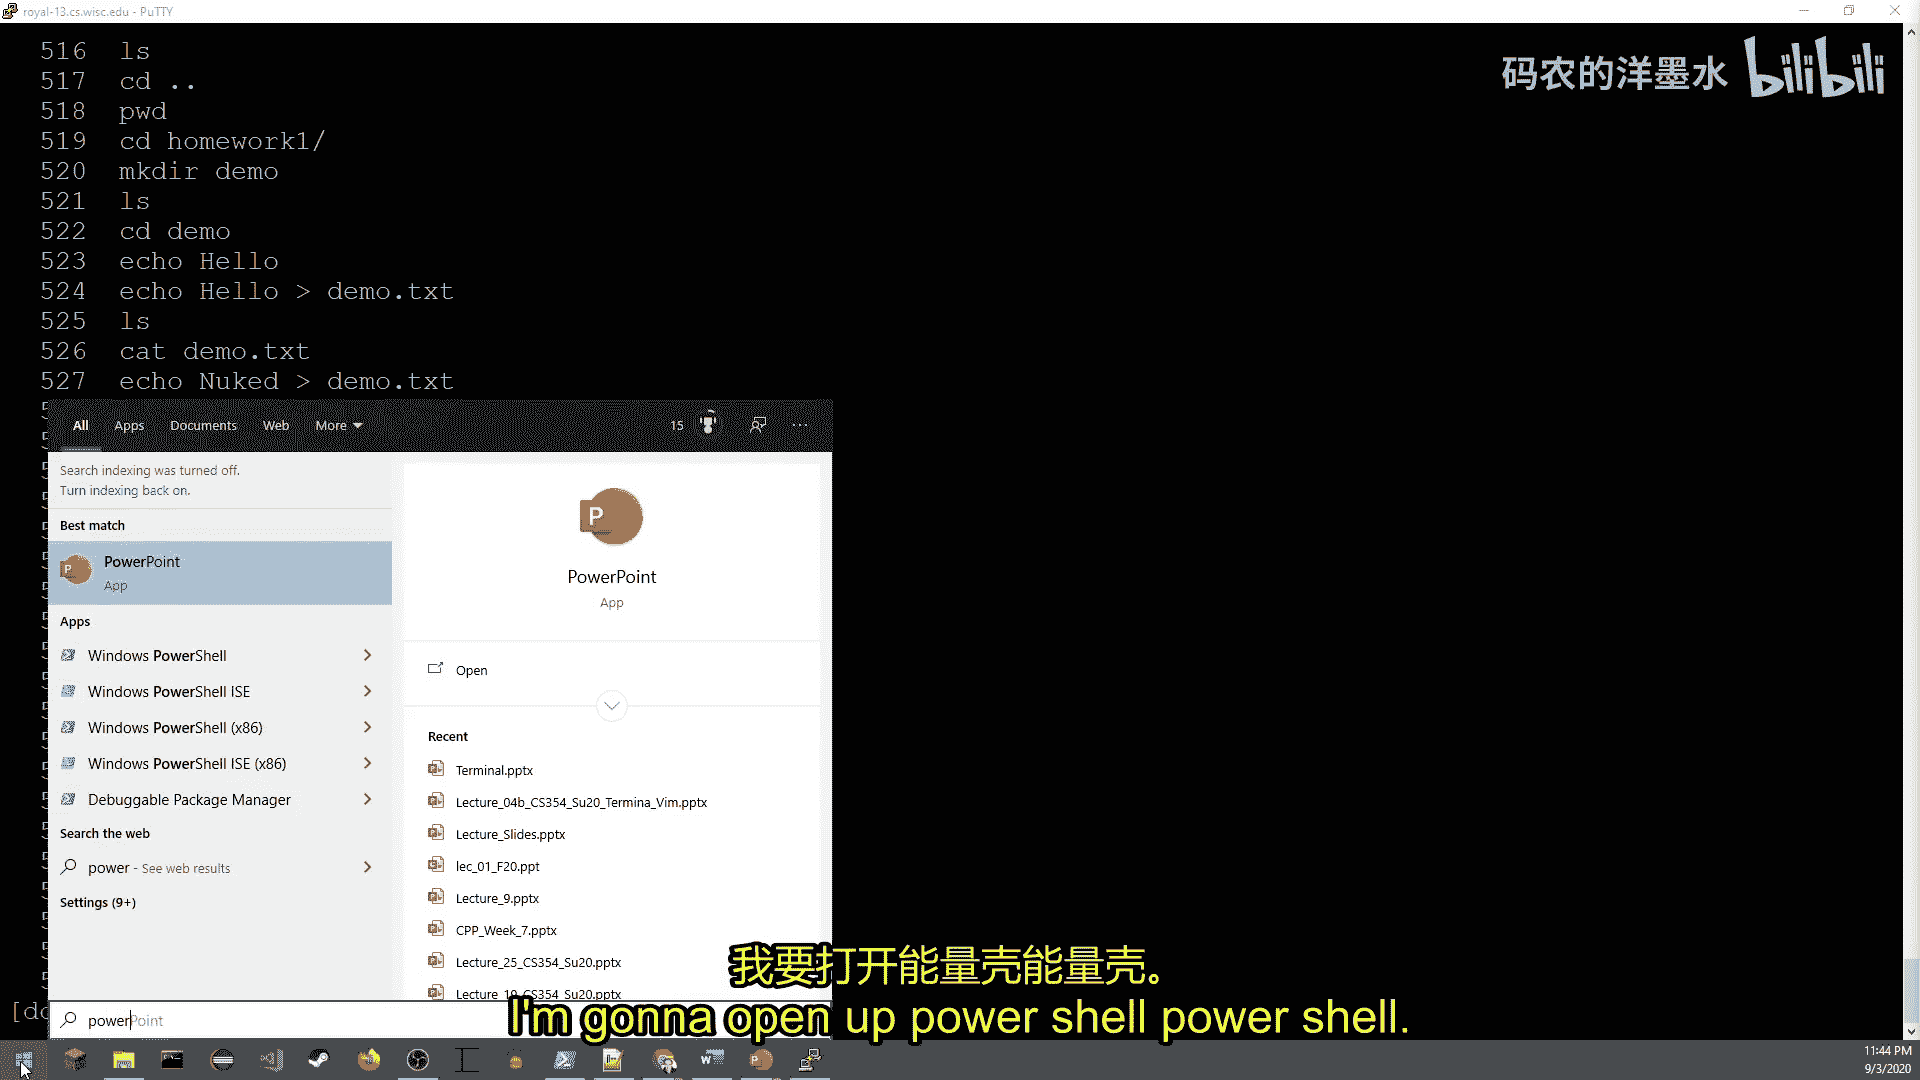 royal-13.cs.wisc.edu - PuTTY
516 ls
517 cd ..
518 pwd
519 cd homework1/
520 mkdir demo
521 ls
522 cd demo
523 echo Hello
524 echo Hello > demo.txt
525 ls
526 cat demo.txt
527 echo Nuked > demo.txt
码农的洋墨水 bilibili
All Apps Documents Web More 15
Search indexing was turned off.
Turn indexing back on.
Best match
PowerPoint
App
Apps
Windows PowerShell
Windows PowerShell ISE
Windows PowerShell (x86)
Windows PowerShell ISE (x86)
Debuggable Package Manager
Search the web
power - See web results
Settings (9+)
PowerPoint
App
Open
Recent
Terminal.pptx
Lecture_04b_CS354_Su20_Termina_Vim.pptx
Lecture_Slides.pptx
lec_01_F20.ppt
Lecture_9.pptx
CPP_Week_7.pptx
Lecture_25_CS354_Su20.pptx
Lecture_19_CS354_Su20.pptx
我要打开能量壳能量壳。
I'm gonna open up power shell power shell.
powerPoint
11:44 PM
9/3/2020